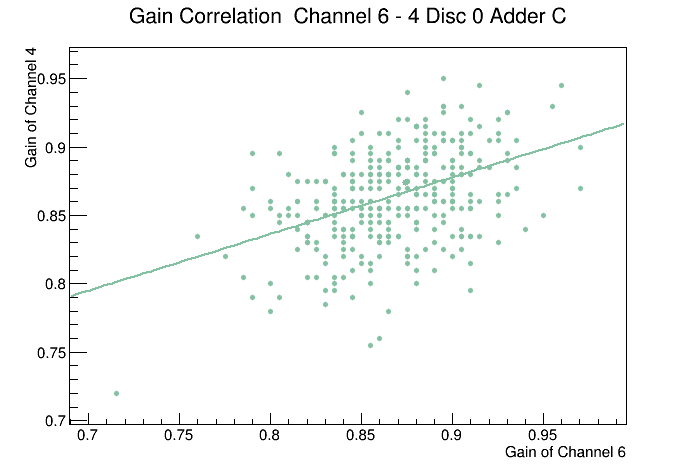 Gain Correlation  Channel 6 - 4 Disc 0 Adder C
Gain of Channel 4
0.95
0.9
0.85
0.8
0.75
0.7
0.7 0.75 0.8 0.85 0.9 0.95
Gain of Channel 6